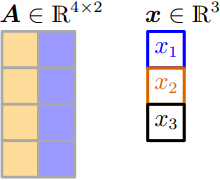 A ∈ ℝ^{4×2} x ∈ ℝ^3
x_1
x_2
x_3